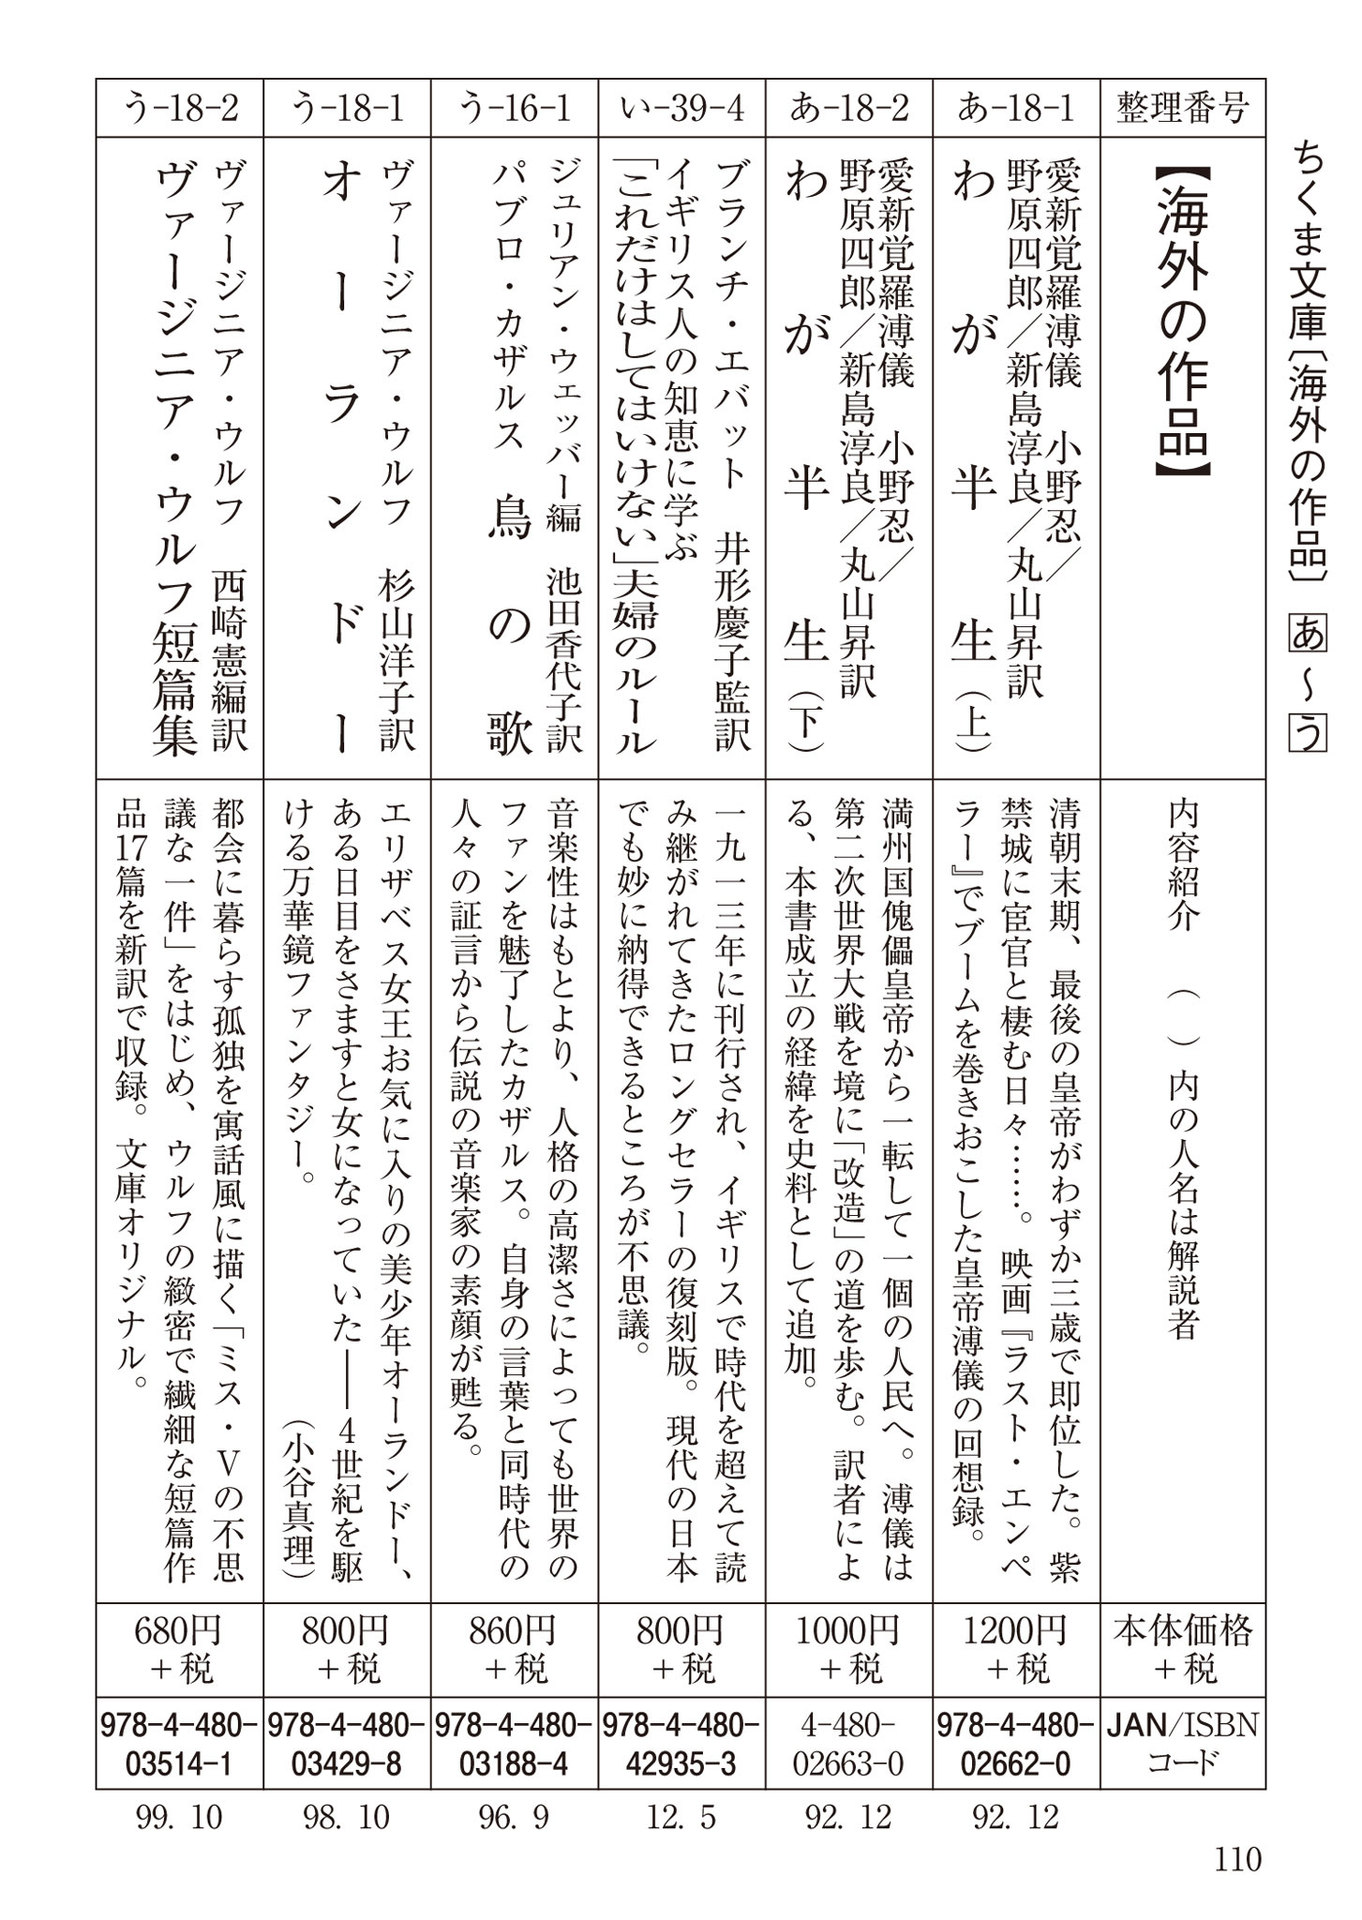 ちくま文庫〔海外の作品〕 あ〜う
整理番号
【海外の作品】
内容紹介 （ ）内の人名は解説者
本体価格
+税
JAN/ISBN
コード
あ-18-1
愛新覚羅溥儀 小野忍／
野原四郎／新島淳良／丸山昇訳
わが半生（上）
清朝末期、最後の皇帝がわずか三歳で即位した。紫
禁城に宦官と棲む日々……。映画『ラスト・エンペ
ラー』でブームを巻きおこした皇帝溥儀の回想録。
1200円
+税
978-4-480-
02662-0
92. 12
あ-18-2
愛新覚羅溥儀 小野忍／
野原四郎／新島淳良／丸山昇訳
わが半生（下）
満州国傀儡皇帝から一転して一個の人民へ。溥儀は
第二次世界大戦を境に「改造」の道を歩む。訳者によ
る、本書成立の経緯を史料として追加。
1000円
+税
4-480-
02663-0
92. 12
い-39-4
ブランチ・エバット 井形慶子監訳
イギリス人の知恵に学ぶ
「これだけはしてはいけない」夫婦のルール
一九一三年に刊行され、イギリスで時代を超えて読
み継がれてきたロングセラーの復刻版。現代の日本
でも妙に納得できるところが不思議。
800円
+税
978-4-480-
42935-3
12. 5
う-16-1
ジュリアン・ウェッバー編 池田香代子訳
パブロ・カザルス 鳥の歌
音楽性はもとより、人格の高潔さによっても世界の
ファンを魅了したカザルス。自身の言葉と同時代の
人々の証言から伝説の音楽家の素顔が甦る。
860円
+税
978-4-480-
03188-4
96. 9
う-18-1
ヴァージニア・ウルフ 杉山洋子訳
オーランドー
エリザベス女王お気に入りの美少年オーランドー、
ある日目をさますと女になっていた――4世紀を駆
ける万華鏡ファンタジー。 （小谷真理）
800円
+税
978-4-480-
03429-8
98. 10
う-18-2
ヴァージニア・ウルフ 西崎憲編訳
ヴァージニア・ウルフ短篇集
都会に暮らす孤独を寓話風に描く「ミス・Vの不思
議な一件」をはじめ、ウルフの緻密で繊細な短篇作
品17篇を新訳で収録。文庫オリジナル。
680円
+税
978-4-480-
03514-1
99. 10
110